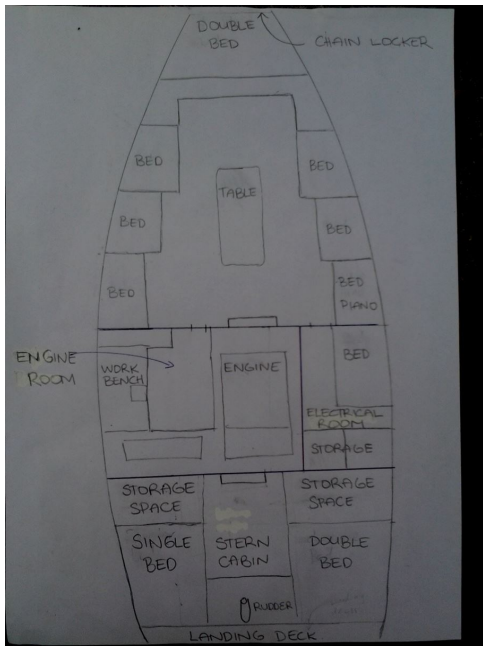 DOUBLE
BED
CHAIN LOCKER
BED
BED
TABLE
BED
BED
BED
BED
PIANO
ENGINE
ROOM
WORK
BENCH
ENGINE
BED
ELECTRICAL
ROOM
STORAGE
STORAGE
SPACE
STORAGE
SPACE
SINGLE
BED
STERN
CABIN
DOUBLE
BED
RUDDER
LANDING DECK